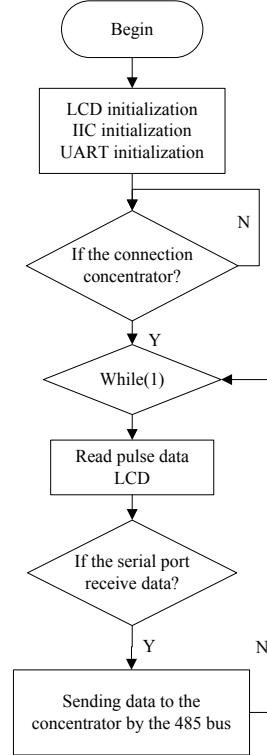 Begin
LCD initialization
IIC initialization
UART initialization
N
If the connection
concentrator?
Y
While(1)
Read pulse data
LCD
If the serial port
receive data?
Y
N
Sending data to the
concentrator by the 485 bus